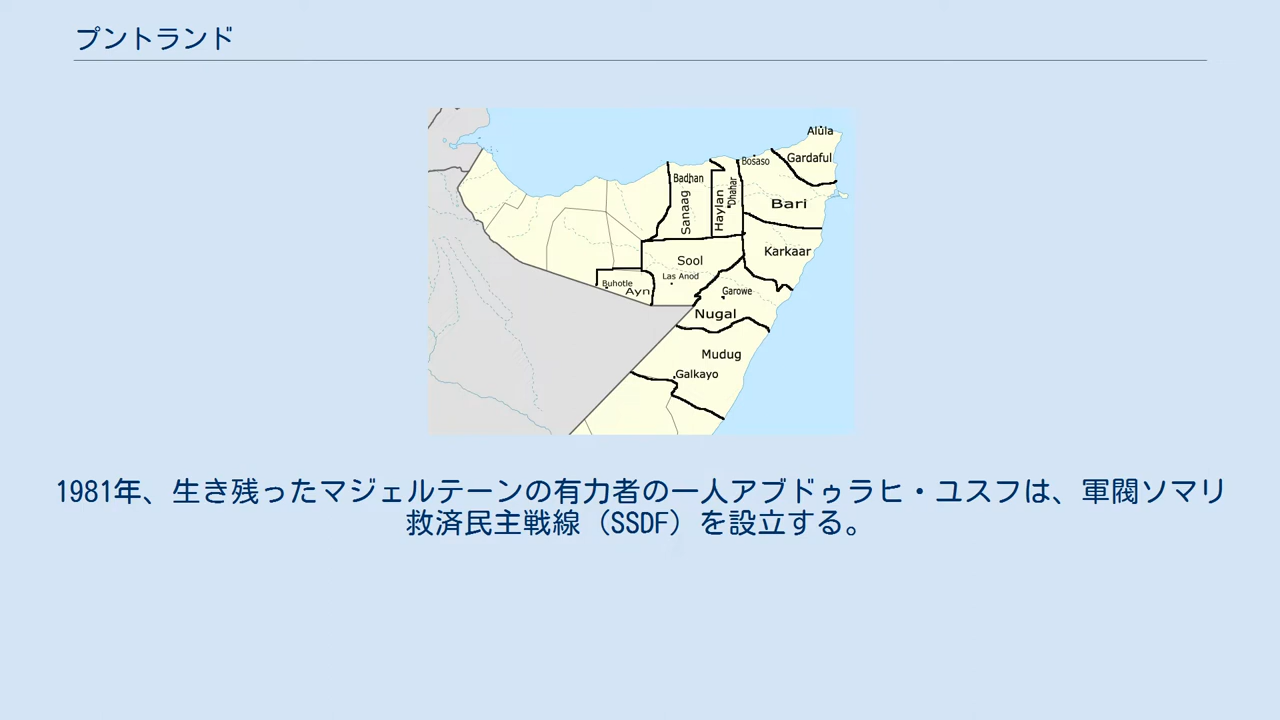 プントランド
Alula
Gardaful
Bosaso
Badhan
Sanaag
Haylan
Dhahar
Bari
Karkaar
Sool
Las Anod
Buhotle
Ayn
Garowe
Nugal
Mudug
Galkayo
1981年、生き残ったマジェルテーンの有力者の一人アブドゥラヒ・ユスフは、軍閥ソマリ
救済民主戦線（SSDF）を設立する。